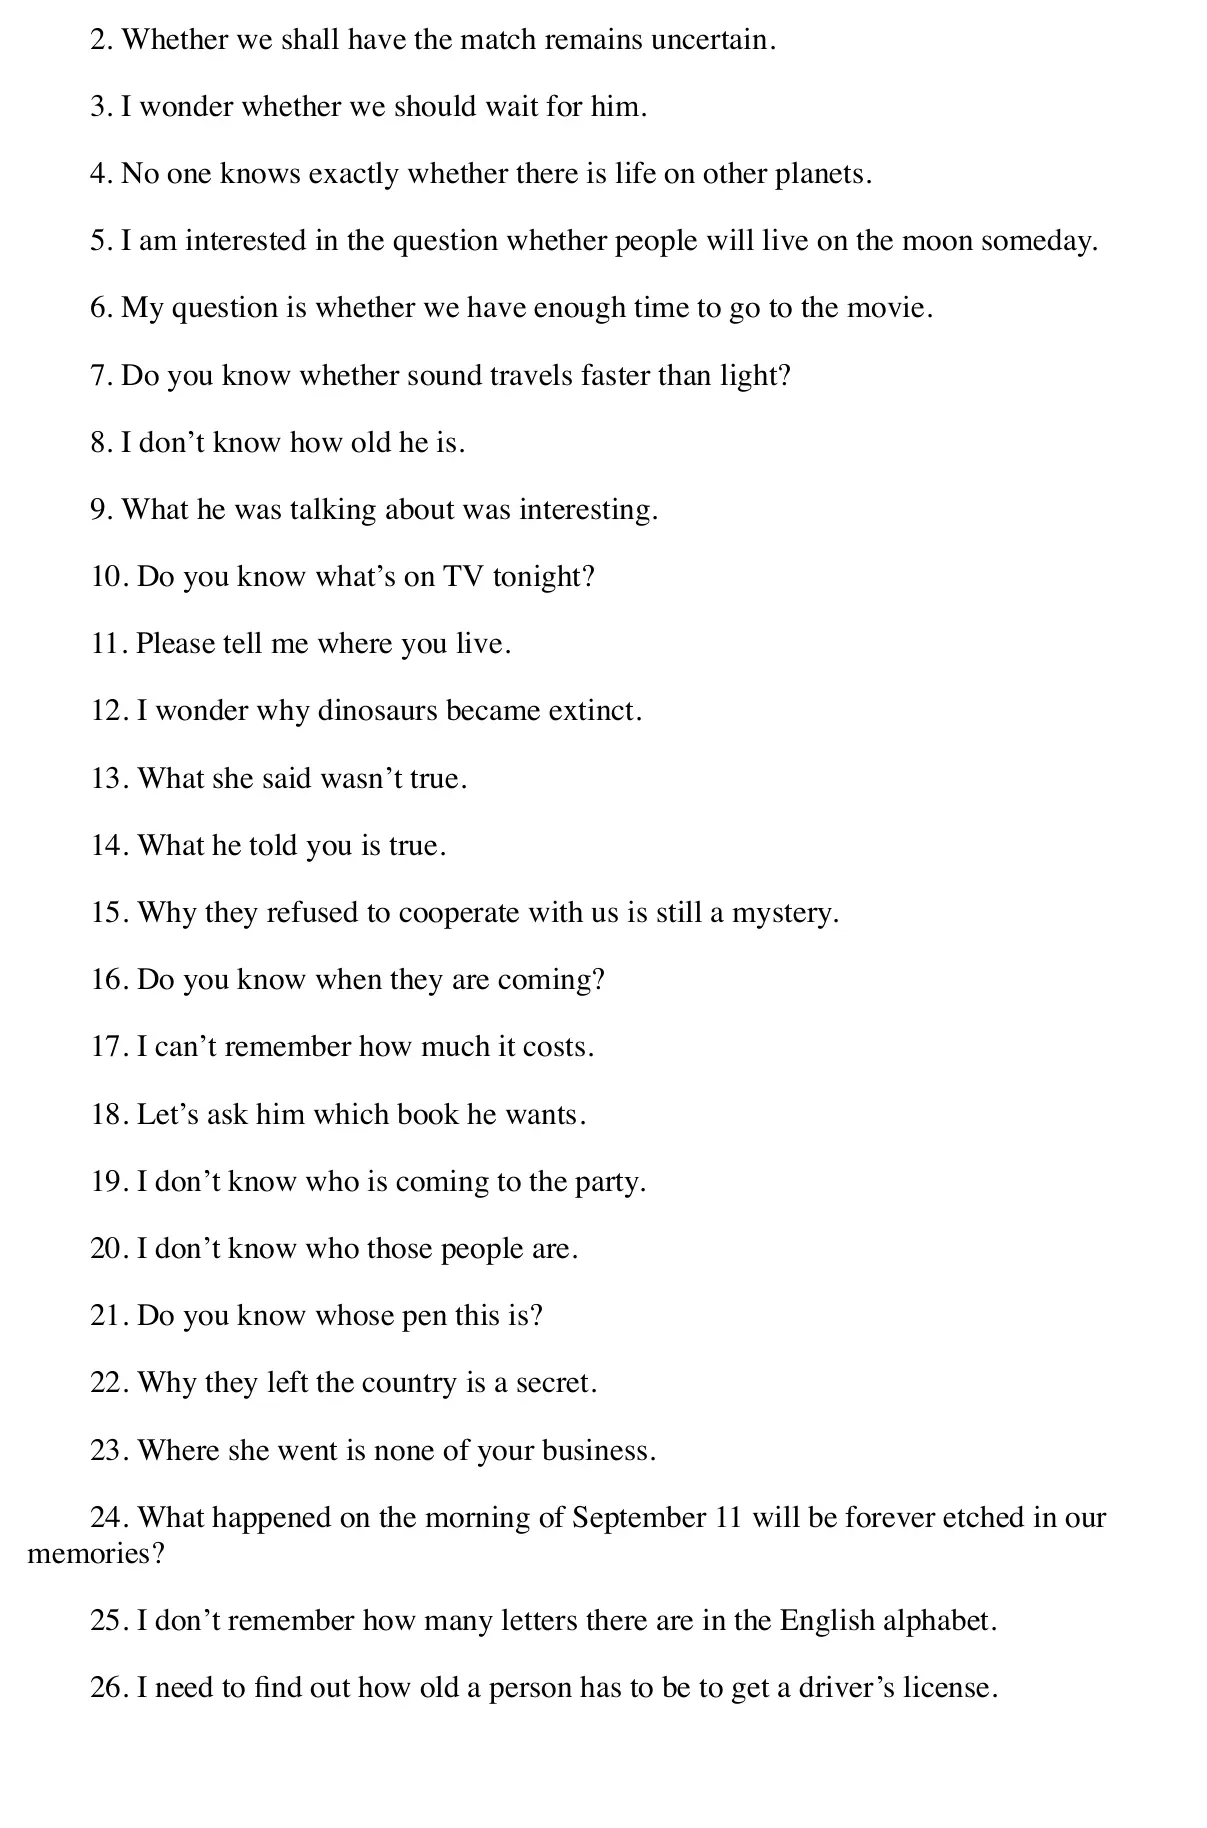 2. Whether we shall have the match remains uncertain.
3. I wonder whether we should wait for him.
4. No one knows exactly whether there is life on other planets.
5. I am interested in the question whether people will live on the moon someday.
6. My question is whether we have enough time to go to the movie.
7. Do you know whether sound travels faster than light?
8. I don’t know how old he is.
9. What he was talking about was interesting.
10. Do you know what’s on TV tonight?
11. Please tell me where you live.
12. I wonder why dinosaurs became extinct.
13. What she said wasn’t true.
14. What he told you is true.
15. Why they refused to cooperate with us is still a mystery.
16. Do you know when they are coming?
17. I can’t remember how much it costs.
18. Let’s ask him which book he wants.
19. I don’t know who is coming to the party.
20. I don’t know who those people are.
21. Do you know whose pen this is?
22. Why they left the country is a secret.
23. Where she went is none of your business.
24. What happened on the morning of September 11 will be forever etched in our
memories?
25. I don’t remember how many letters there are in the English alphabet.
26. I need to find out how old a person has to be to get a driver’s license.